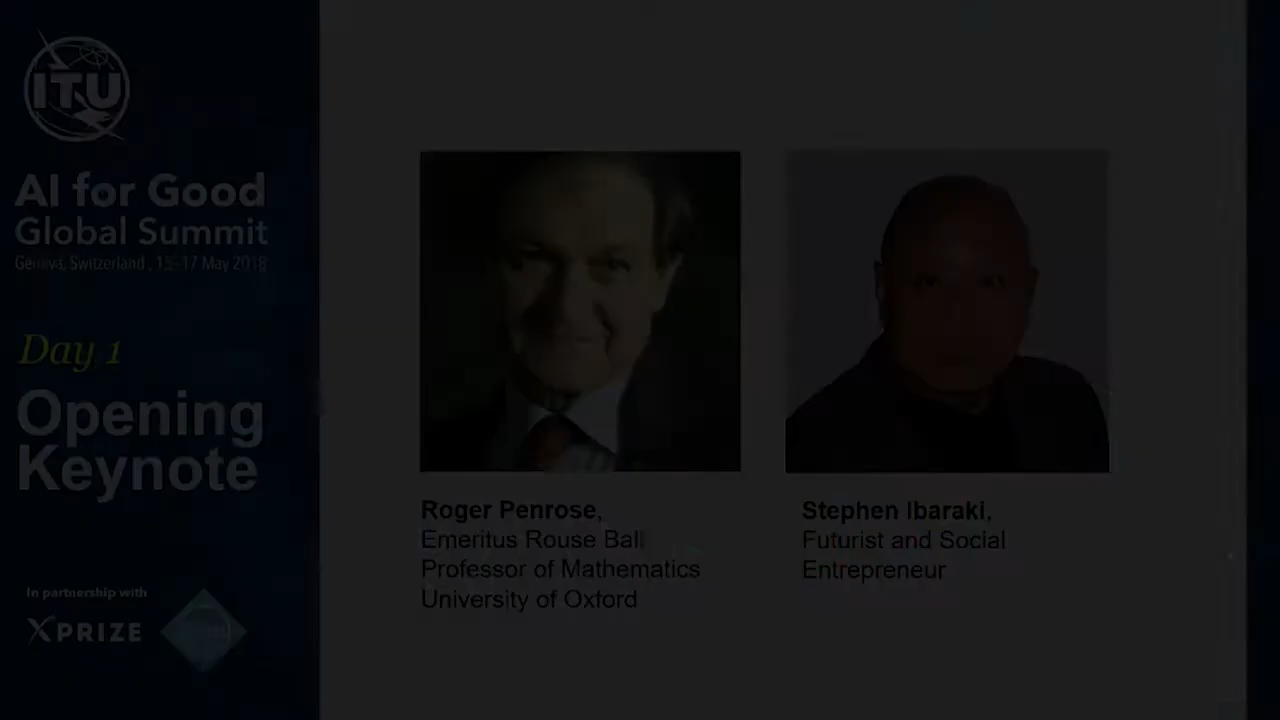 ITU
AI for Good
Global Summit
Geneva, Switzerland , 15–17 May 2018
Day 1
Opening
Keynote
In partnership with
XPRIZE
Roger Penrose,
Emeritus Rouse Ball
Professor of Mathematics
University of Oxford
Stephen Ibaraki,
Futurist and Social
Entrepreneur